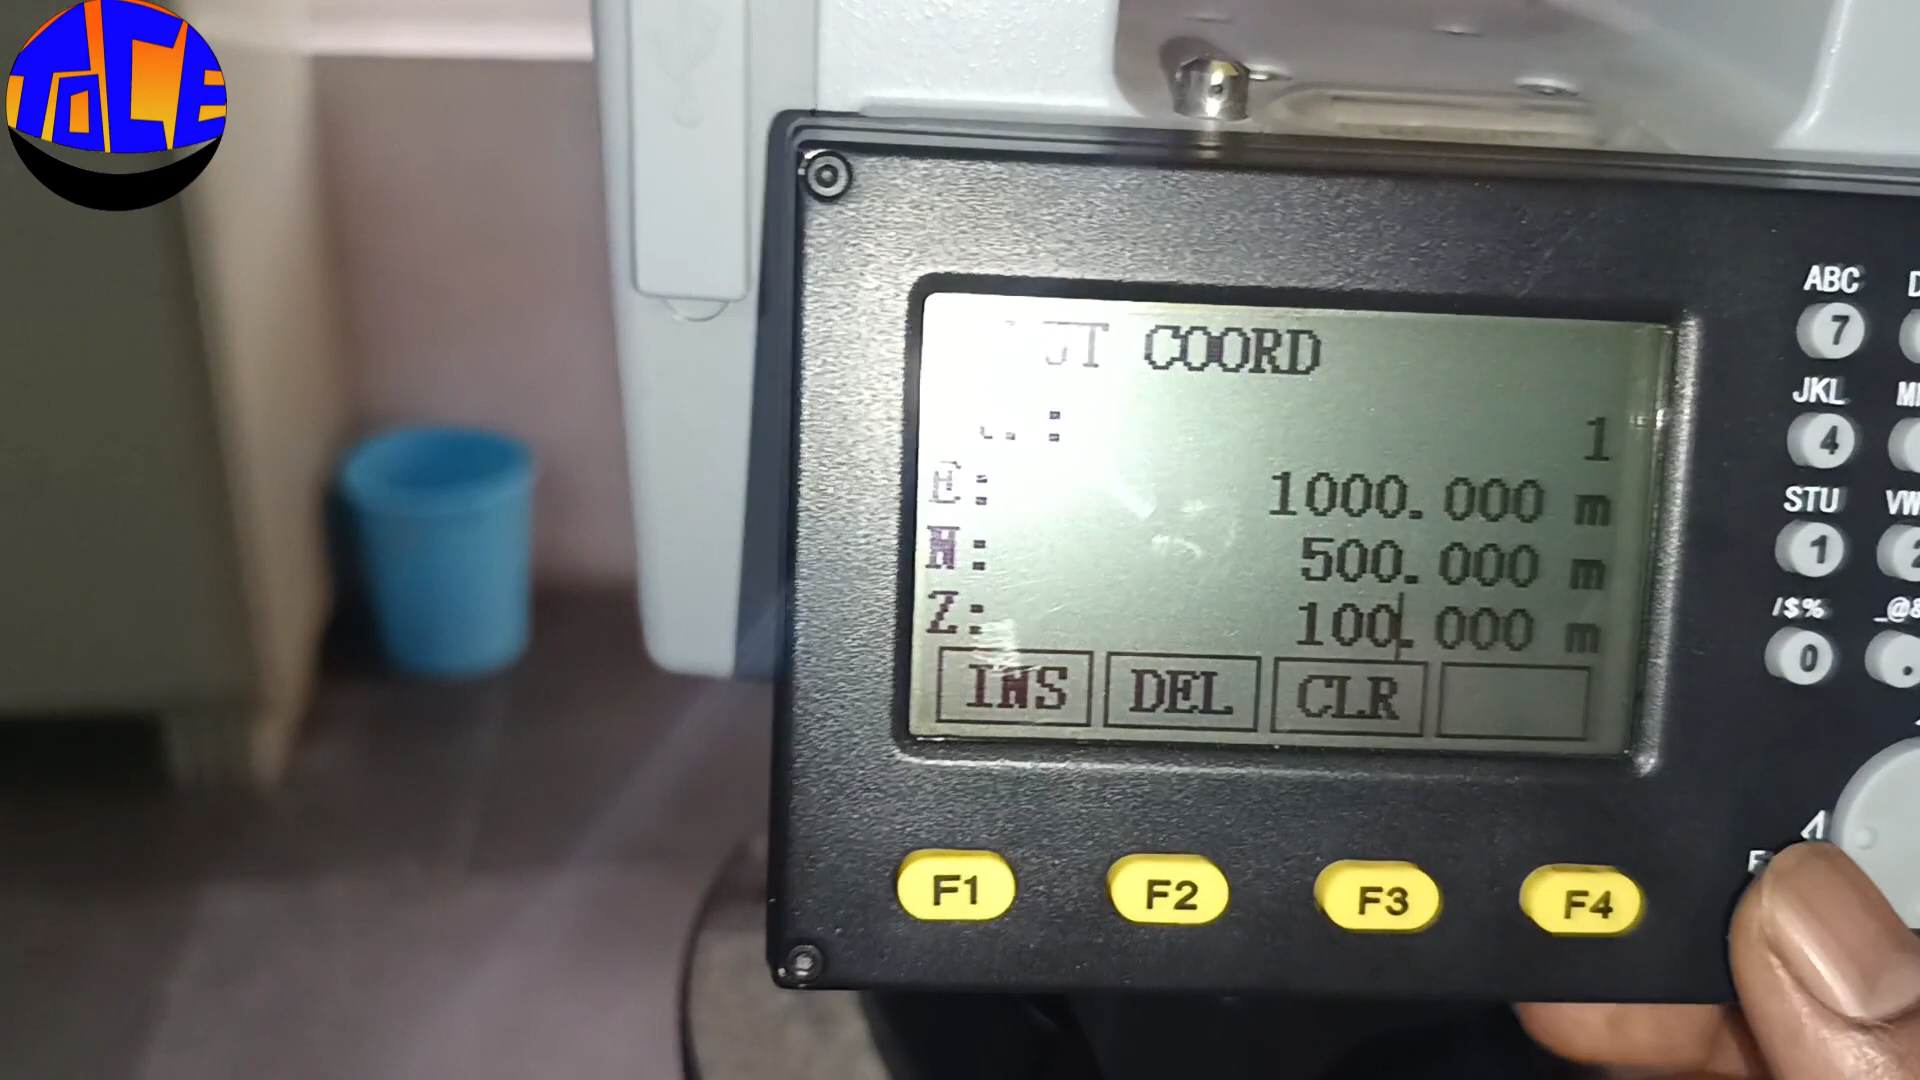 TOCE
COORD
1
E: 1000.000 m
N: 500.000 m
Z: 100.000 m
INS DEL CLR
F1 F2 F3 F4
ABC
7
JKL
4
STU
1
/$%
0